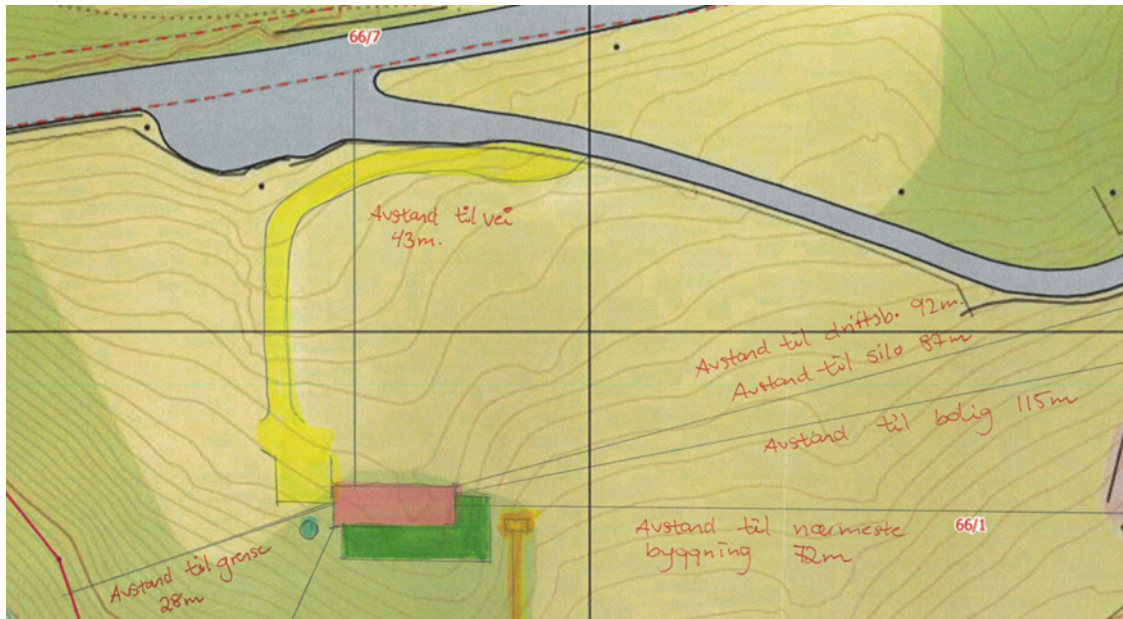 66/7
Avstand til vei
43m.
Avstand til driftsb. 92m.
Avstand til silo 87m
Avstand til bolig 115m
Avstand til nærmeste
byggning 72m
66/1
Avstand til grense
28m